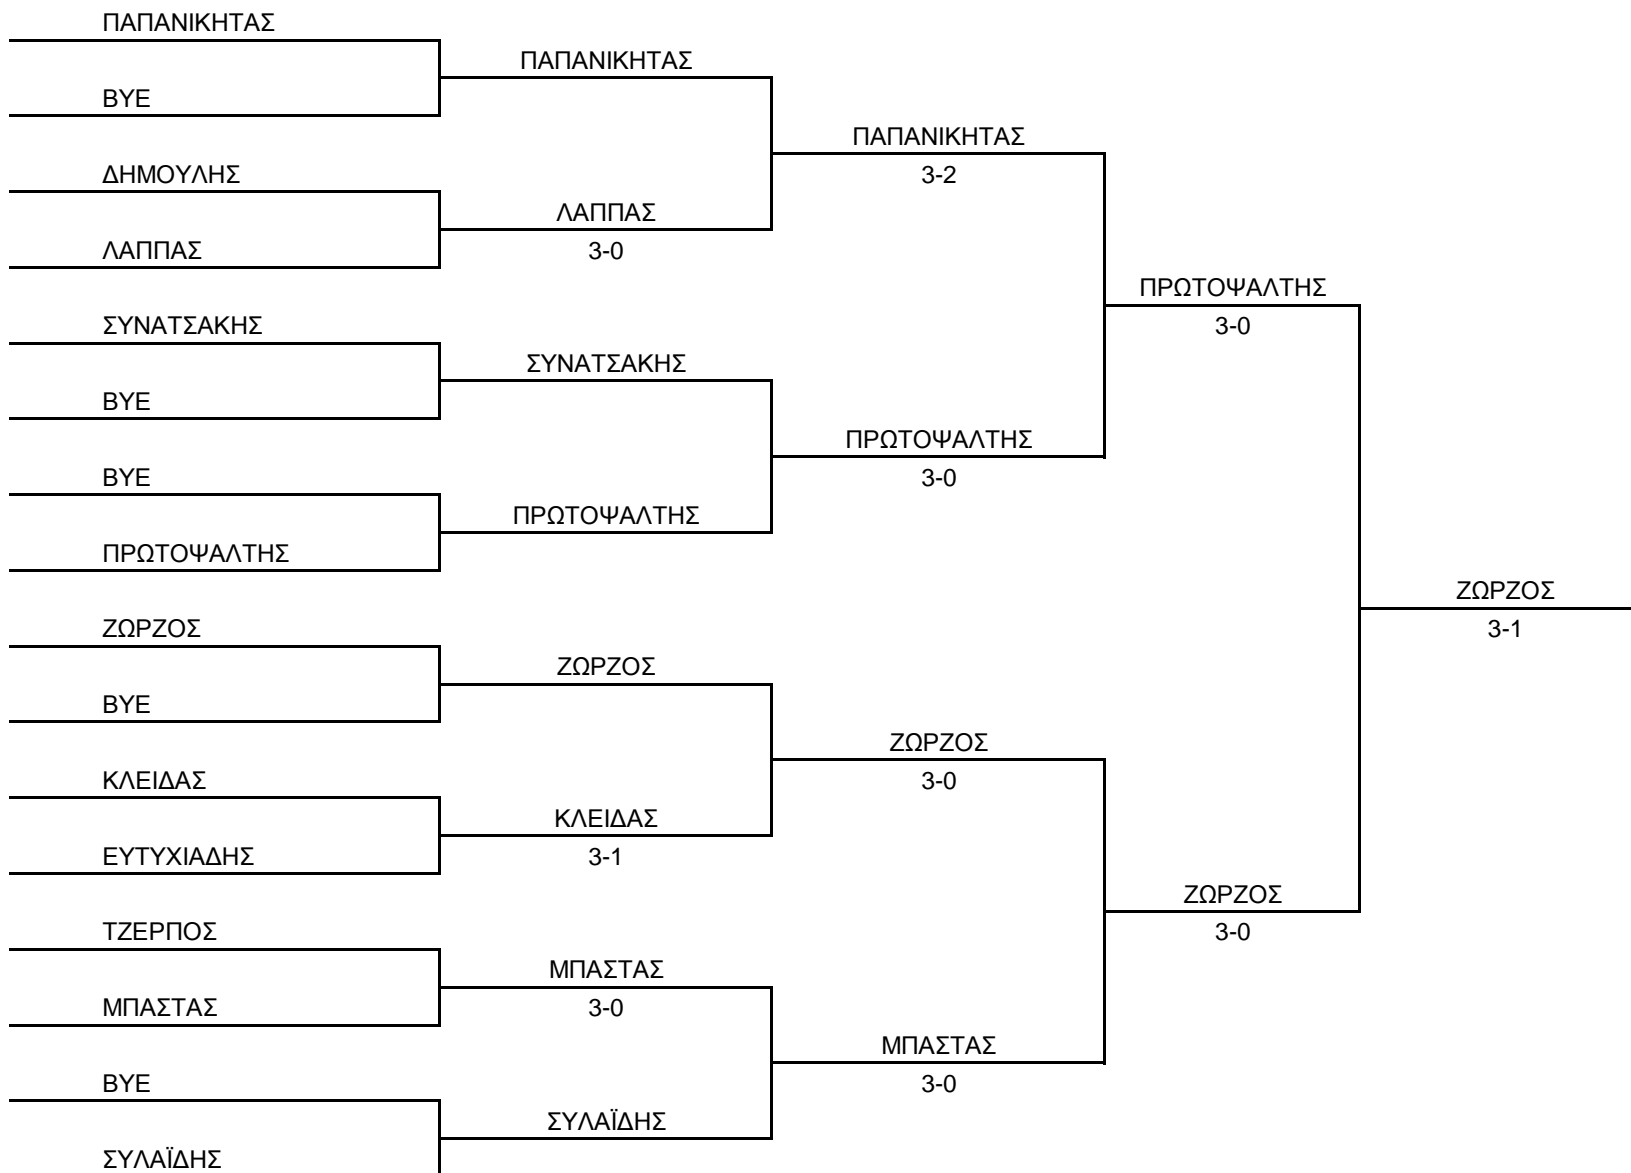 ΠΑΠΑΝΙΚΗΤΑΣ
ΠΑΠΑΝΙΚΗΤΑΣ
BYE
ΠΑΠΑΝΙΚΗΤΑΣ
3-2
ΔΗΜΟΥΛΗΣ
ΛΑΠΠΑΣ
3-0
ΛΑΠΠΑΣ
ΠΡΩΤΟΨΑΛΤΗΣ
3-0
ΣΥΝΑΤΣΑΚΗΣ
ΣΥΝΑΤΣΑΚΗΣ
BYE
ΠΡΩΤΟΨΑΛΤΗΣ
3-0
BYE
ΠΡΩΤΟΨΑΛΤΗΣ
ΠΡΩΤΟΨΑΛΤΗΣ
ΖΩΡΖΟΣ
3-1
ΖΩΡΖΟΣ
ΖΩΡΖΟΣ
BYE
ΖΩΡΖΟΣ
3-0
ΚΛΕΙΔΑΣ
ΚΛΕΙΔΑΣ
3-1
ΕΥΤΥΧΙΑΔΗΣ
ΖΩΡΖΟΣ
3-0
ΤΖΕΡΠΟΣ
ΜΠΑΣΤΑΣ
3-0
ΜΠΑΣΤΑΣ
ΜΠΑΣΤΑΣ
3-0
BYE
ΣΥΛΑΪΔΗΣ
ΣΥΛΑΪΔΗΣ